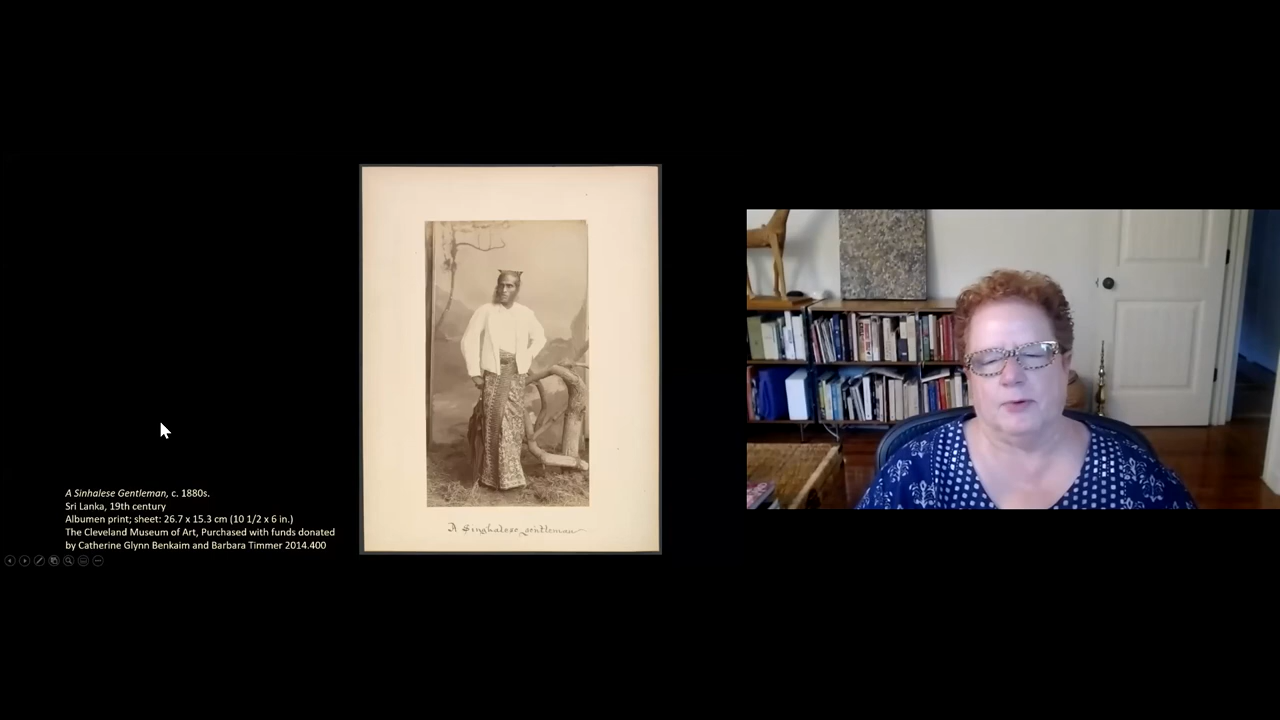 A Sinhalese Gentleman, c. 1880s.
Sri Lanka, 19th century
Albumen print; sheet: 26.7 x 15.3 cm (10 1/2 x 6 in.)
The Cleveland Museum of Art, Purchased with funds donated
by Catherine Glynn Benkaim and Barbara Timmer 2014.400
A Singhalese gentleman